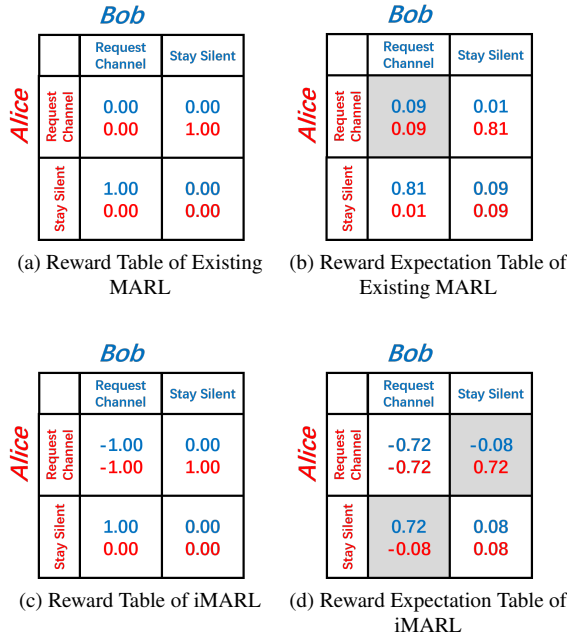 Bob
Bob
Request Channel
Stay Silent
Request Channel
Stay Silent
Alice
Request Channel
0.00
0.00
0.00
1.00
Stay Silent
1.00
0.00
0.00
0.00
Alice
Request Channel
0.09
0.09
0.01
0.81
Stay Silent
0.81
0.01
0.09
0.09
(a) Reward Table of Existing
MARL
(b) Reward Expectation Table of
Existing MARL
Bob
Bob
Request Channel
Stay Silent
Request Channel
Stay Silent
Alice
Request Channel
-1.00
-1.00
0.00
1.00
Stay Silent
1.00
0.00
0.00
0.00
Alice
Request Channel
-0.72
-0.72
-0.08
0.72
Stay Silent
0.72
-0.08
0.08
0.08
(c) Reward Table of iMARL
(d) Reward Expectation Table of
iMARL